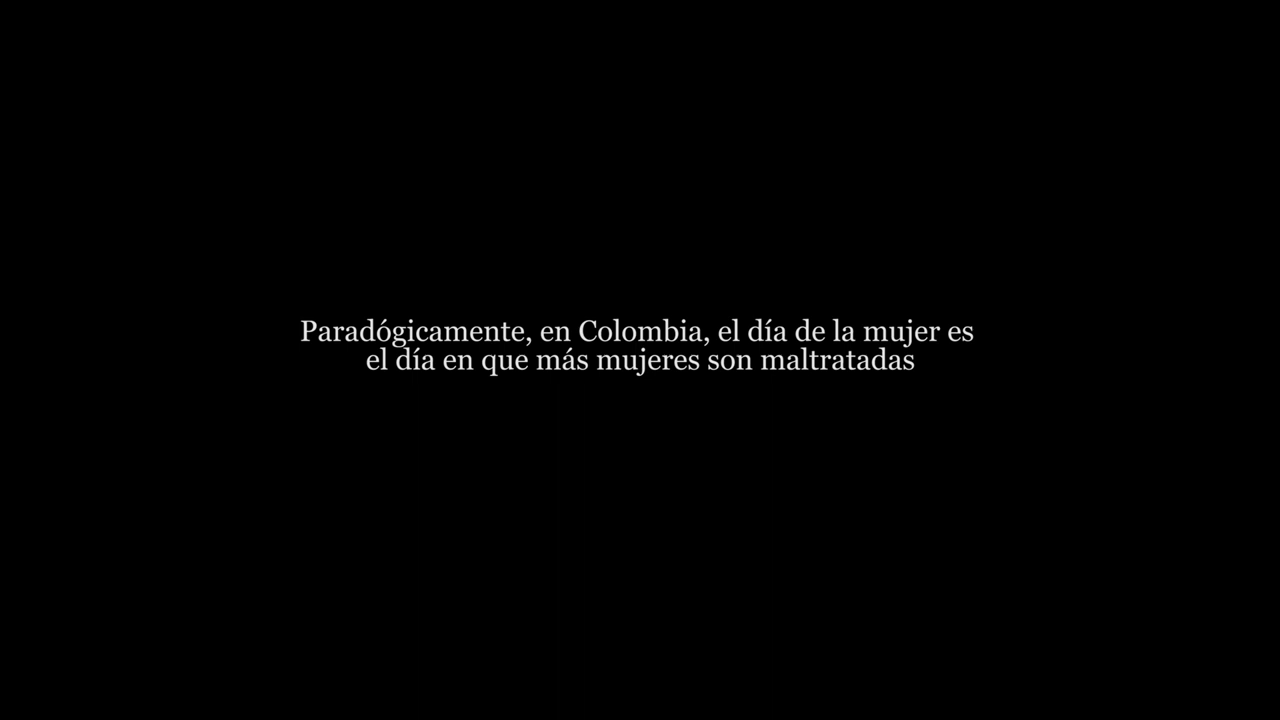 Paradógicamente, en Colombia, el día de la mujer es
el día en que más mujeres son maltratadas